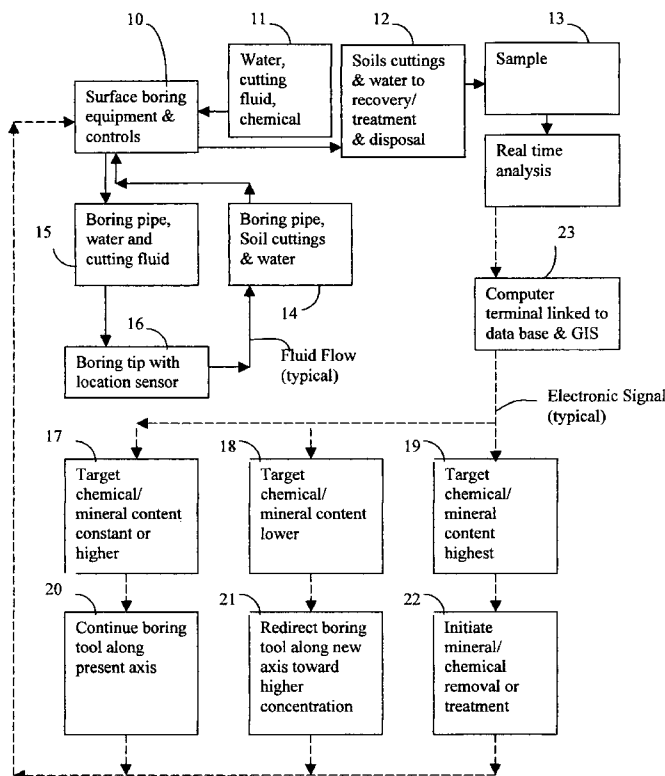 10
11
12
13
Surface boring
equipment &
controls
Water,
cutting
fluid,
chemical
Soils cuttings
& water to
recovery/
treatment
& disposal
Sample
Real time
analysis
15
Boring pipe,
water and
cutting fluid
Boring pipe,
Soil cuttings
& water
14
23
Computer
terminal linked to
data base & GIS
16
Boring tip with
location sensor
Fluid Flow
(typical)
Electronic Signal
(typical)
17
Target
chemical/
mineral content
constant or
higher
18
Target
chemical/
mineral content
lower
19
Target
chemical/
mineral
content
highest
20
Continue boring
tool along
present axis
21
Redirect boring
tool along new
axis toward
higher
concentration
22
Initiate
mineral/
chemical
removal or
treatment